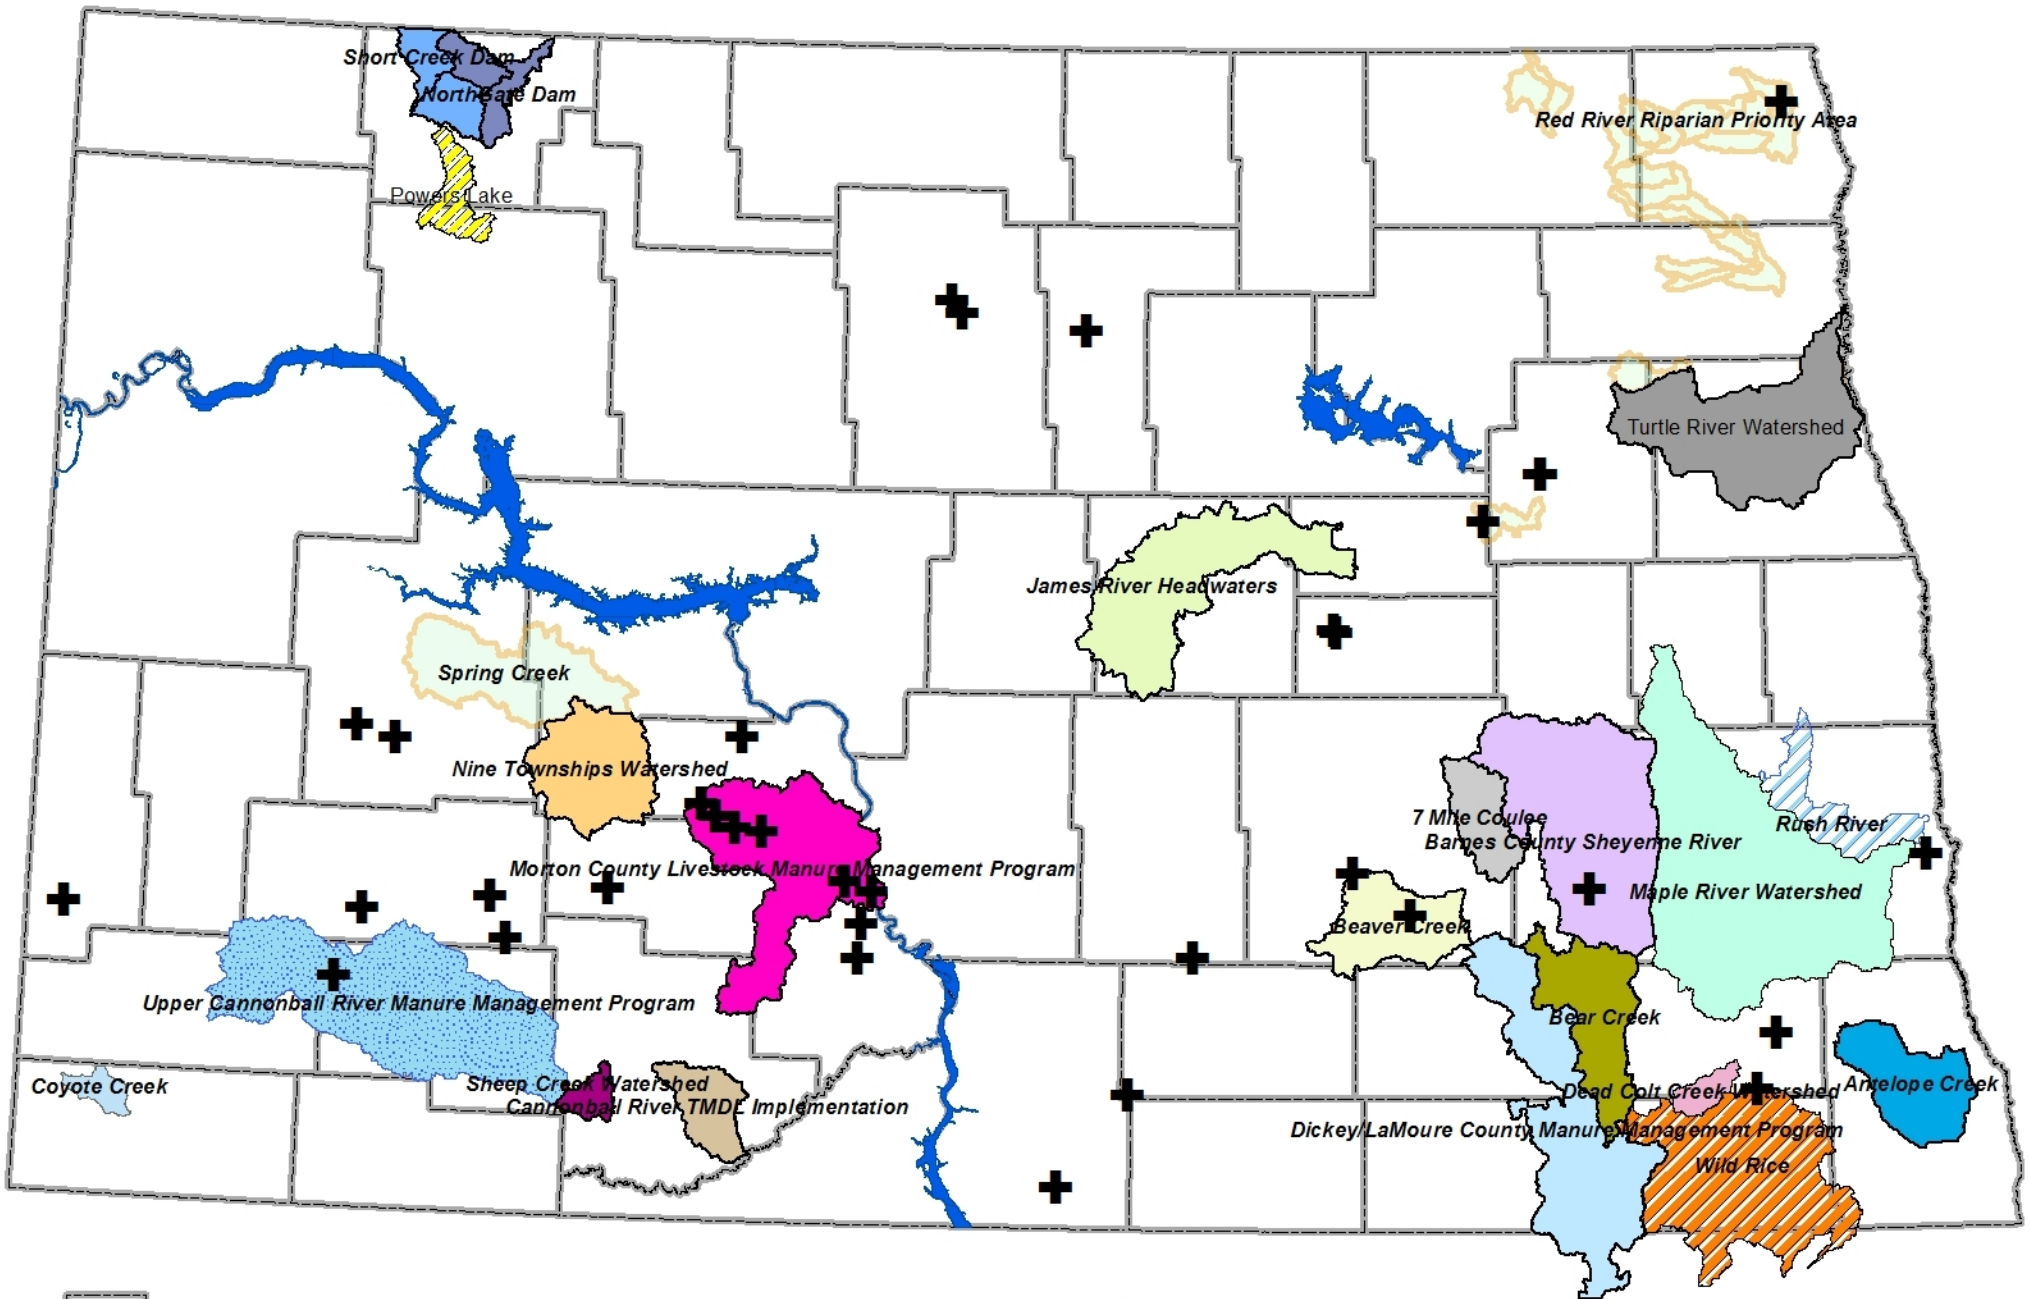 Short Creek Dam
NorthGate Dam
Red River Riparian Priority Area
Powers Lake
Turtle River Watershed
James River Headwaters
Spring Creek
Nine Townships Watershed
7 Mile Coulee
Rush River
Barnes County Sheyenne River
Morton County Livestock Manure Management Program
Maple River Watershed
Beaver Creek
Upper Cannonball River Manure Management Program
Bear Creek
Coyote Creek
Sheep Creek Watershed
Antelope Creek
Dead Colt Creek Watershed
Cannonball River TMDL Implementation
Dickey/LaMoure County Manure Management Program
Wild Rice